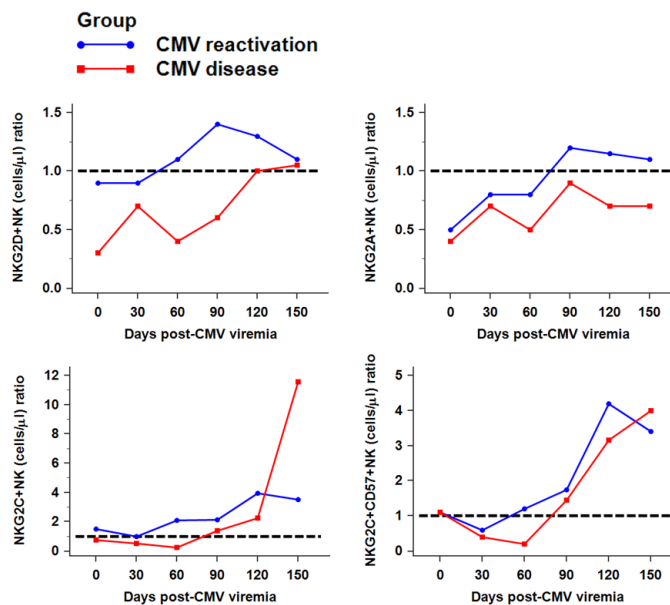 Group
CMV reactivation
CMV disease
NKG2D+NK (cells/µl) ratio
1.5
1.0
0.5
0.0
0 30 60 90 120 150
Days post-CMV viremia
NKG2A+NK (cells/µl) ratio
1.5
1.0
0.5
0.0
0 30 60 90 120 150
Days post-CMV viremia
NKG2C+NK (cells/µl) ratio
12
10
8
6
4
2
0
0 30 60 90 120 150
Days post-CMV viremia
NKG2C+CD57+NK (cells/µl) ratio
5
4
3
2
1
0
0 30 60 90 120 150
Days post-CMV viremia